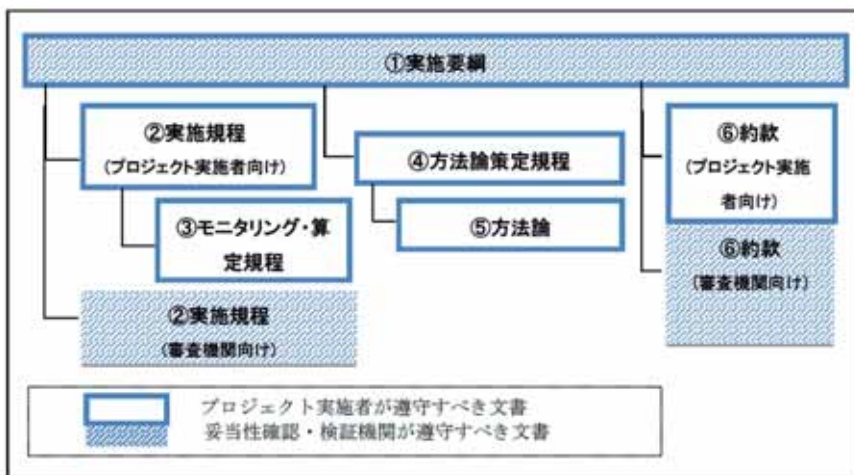 ①実施要綱
②実施規程
(プロジェクト実施者向け)
③モニタリング・算
定規程
②実施規程
(審査機関向け)
④方法論策定規程
⑤方法論
⑥約款
(プロジェクト実施
者向け)
⑥約款
(審査機関向け)
プロジェクト実施者が遵守すべき文書
妥当性確認・検証機関が遵守すべき文書